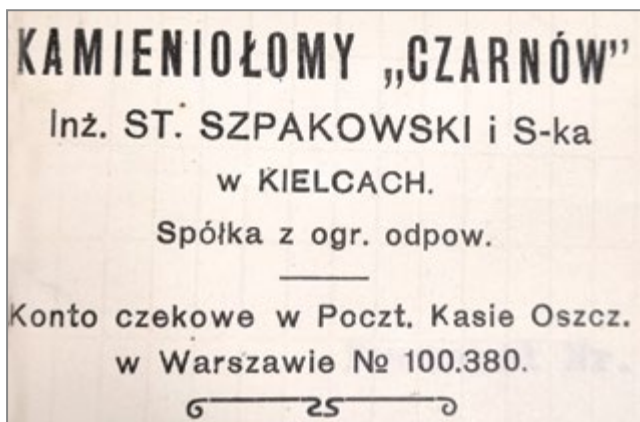 KAMIENIOŁOMY „CZARNÓW”
Inż. ST. SZPAKOWSKI i S-ka
w KIELCACH.
Spółka z ogr. odpow.
Konto czekowe w Poczt. Kasie Oszcz.
w Warszawie № 100.380.